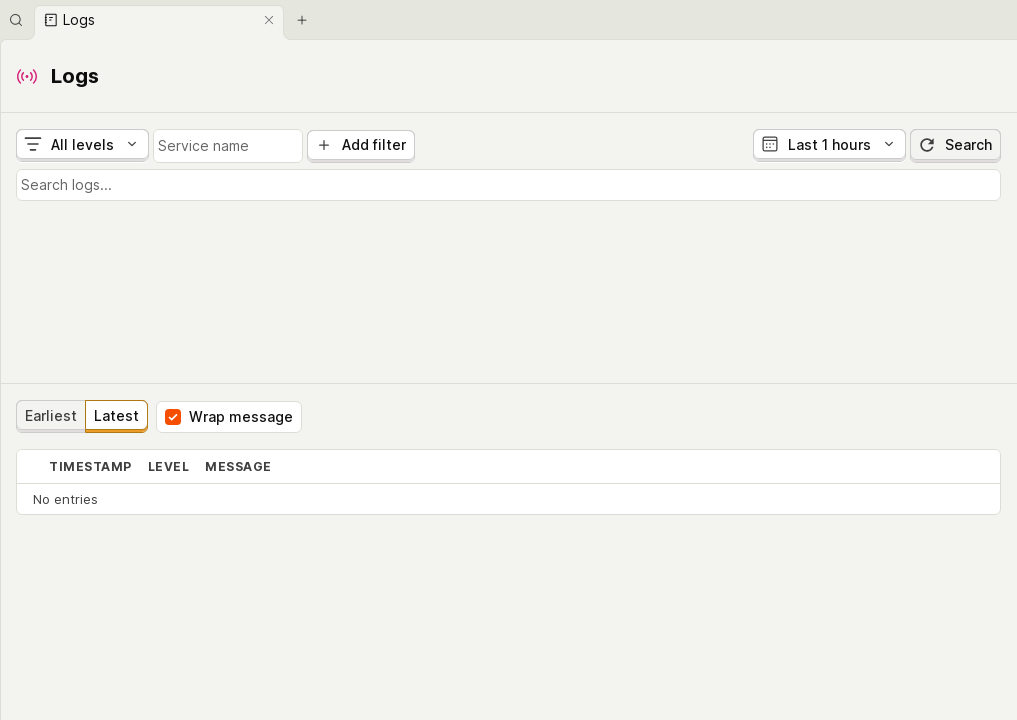 Logs
Logs
All levels
Service name
Add filter
Last 1 hours
Search
Search logs...
Earliest
Latest
Wrap message
TIMESTAMP LEVEL MESSAGE
No entries